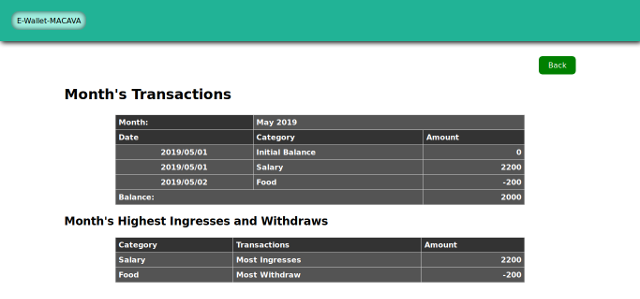 E-Wallet-MACAVA
Back
Month's Transactions
Month: May 2019
Date Category Amount
2019/05/01 Initial Balance 0
2019/05/01 Salary 2200
2019/05/02 Food -200
Balance: 2000
Month's Highest Ingresses and Withdraws
Category Transactions Amount
Salary Most Ingresses 2200
Food Most Withdraw -200